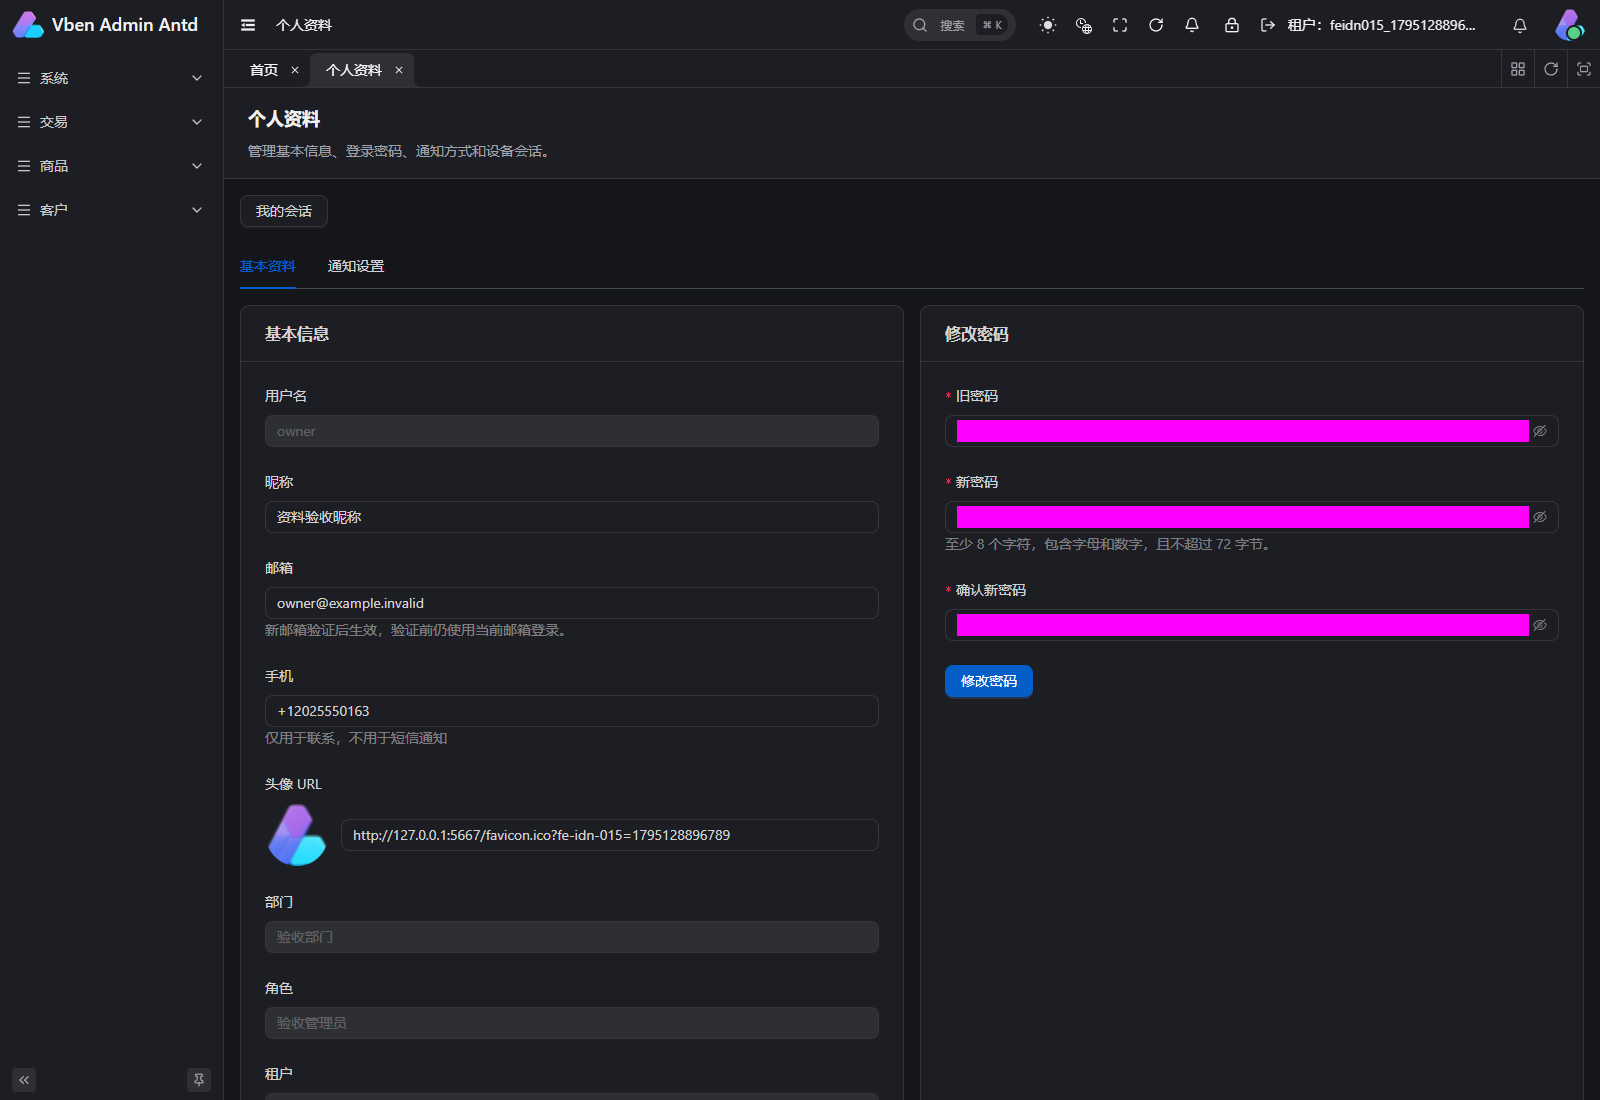 Vben Admin Antd
个人资料
搜索
⌘ K
租户：feidn015_1795128896...
系统
交易
商品
客户
首页
个人资料
个人资料
管理基本信息、登录密码、通知方式和设备会话。
我的会话
基本资料
通知设置
基本信息
用户名
owner
昵称
资料验收昵称
邮箱
owner@example.invalid
新邮箱验证后生效，验证前仍使用当前邮箱登录。
手机
+12025550163
仅用于联系，不用于短信通知
头像 URL
http://127.0.0.1:5667/favicon.ico?fe-idn-015=1795128896789
部门
验收部门
角色
验收管理员
租户
修改密码
* 旧密码
* 新密码
至少 8 个字符，包含字母和数字，且不超过 72 字节。
* 确认新密码
修改密码